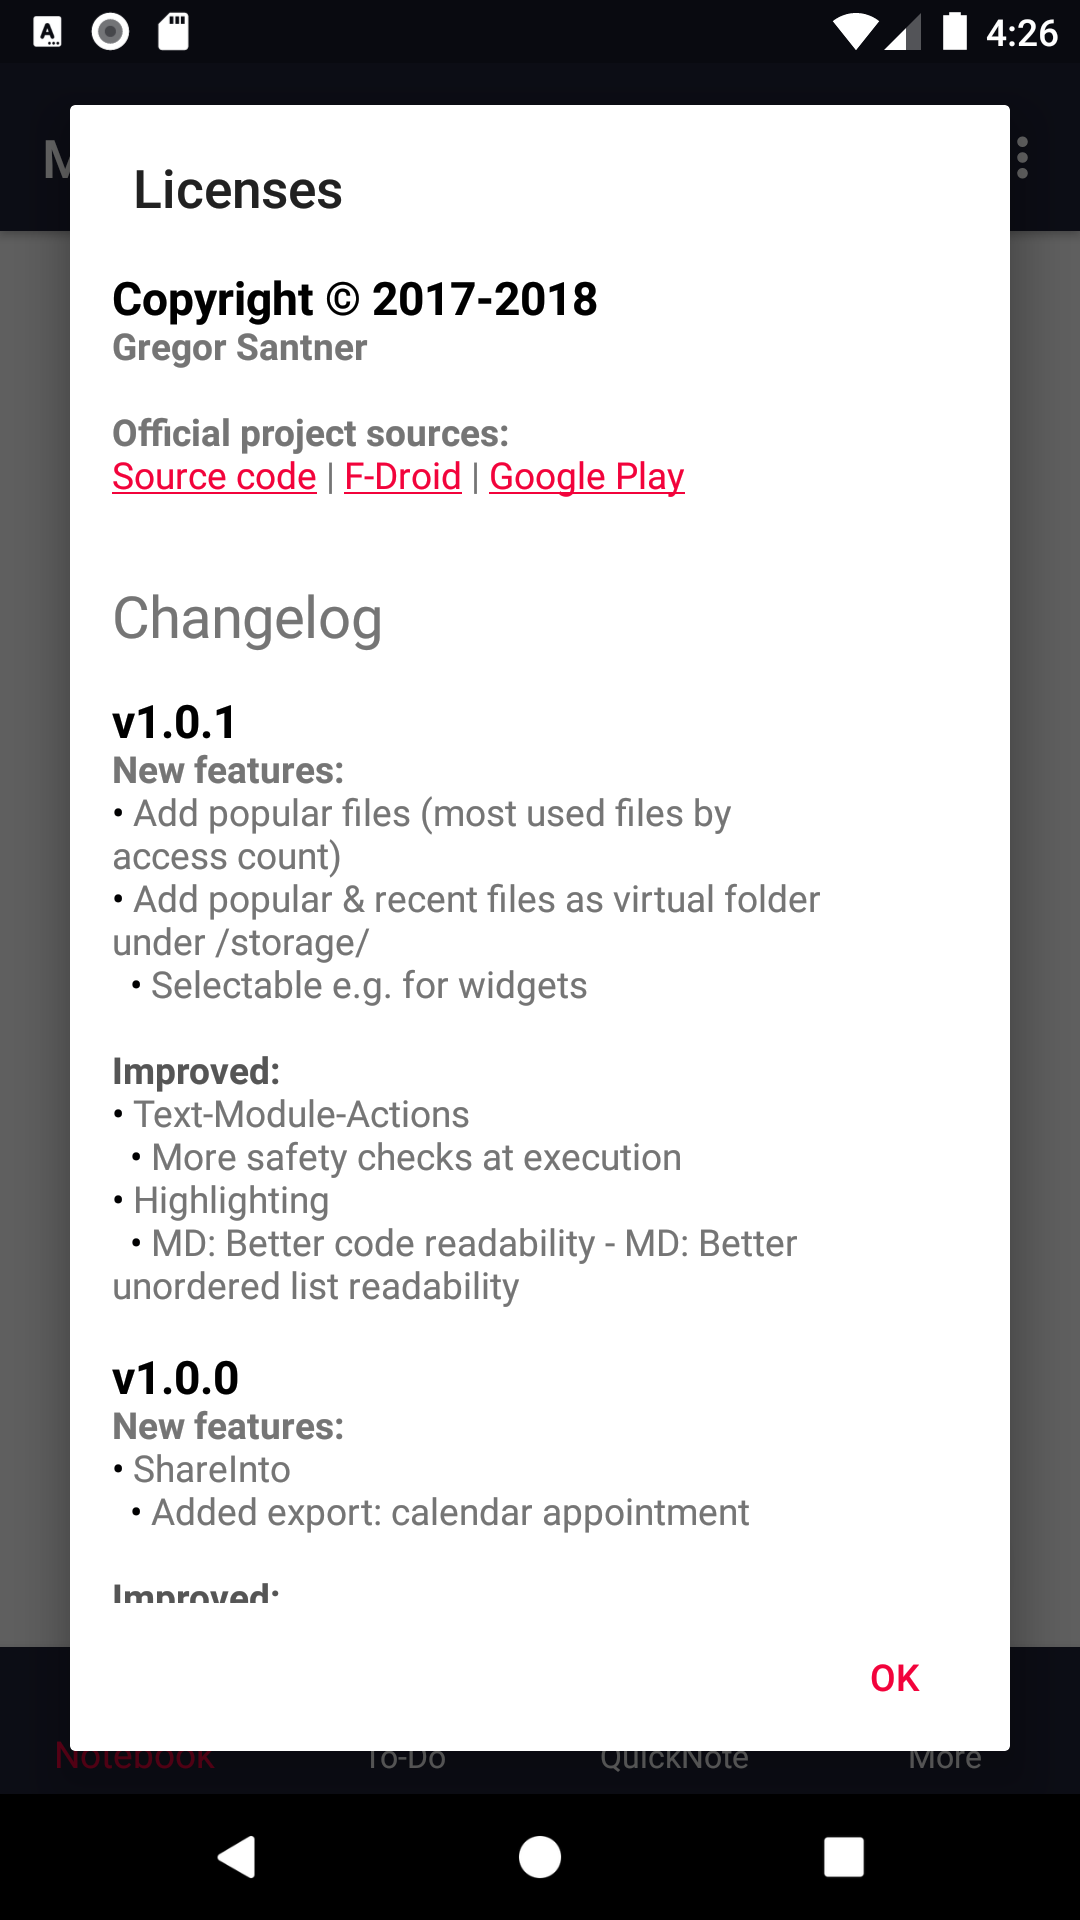 4:26
Licenses
Copyright © 2017-2018
Gregor Santner
Official project sources:
Source code | F-Droid | Google Play
Changelog
v1.0.1
New features:
• Add popular files (most used files by
access count)
• Add popular & recent files as virtual folder
under /storage/
• Selectable e.g. for widgets
Improved:
• Text-Module-Actions
• More safety checks at execution
• Highlighting
• MD: Better code readability - MD: Better
unordered list readability
v1.0.0
New features:
• ShareInto
• Added export: calendar appointment
Improved:
OK
Notebook To-Do QuickNote More